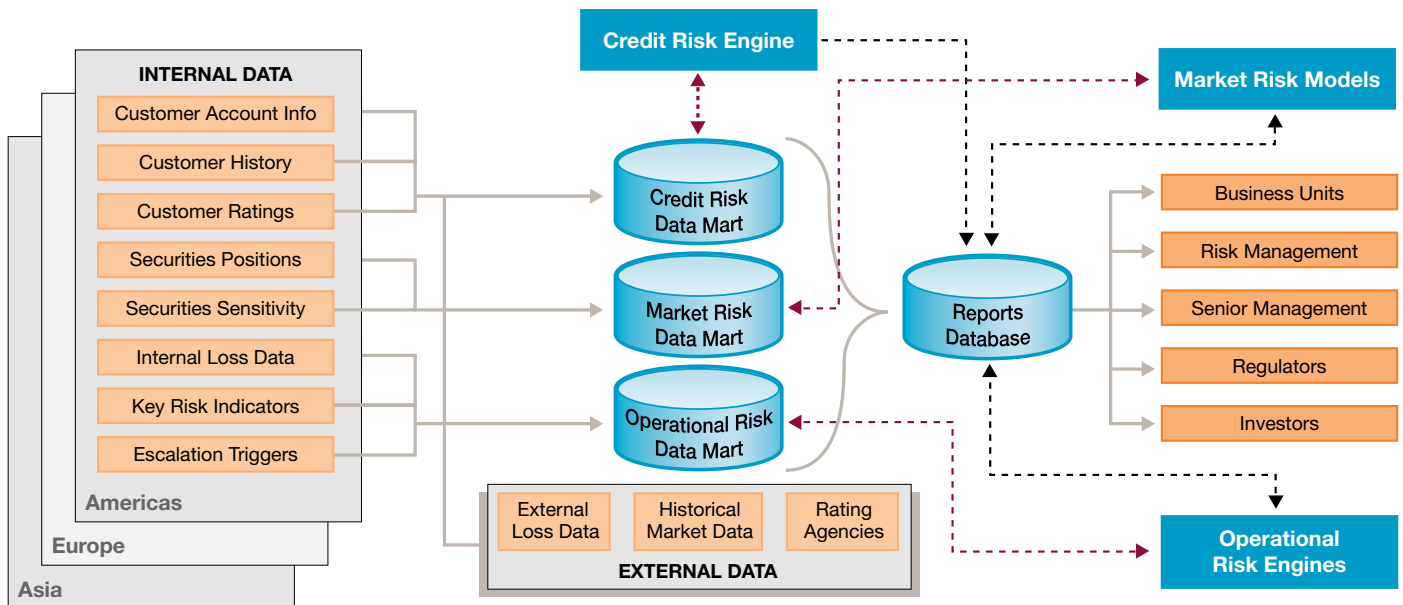 INTERNAL DATA
Customer Account Info
Customer History
Customer Ratings
Securities Positions
Securities Sensitivity
Internal Loss Data
Key Risk Indicators
Escalation Triggers
Americas
Europe
Asia
Credit Risk Engine
Credit Risk
Data Mart
Market Risk
Data Mart
Operational Risk
Data Mart
External
Loss Data
Historical
Market Data
Rating
Agencies
EXTERNAL DATA
Reports
Database
Market Risk Models
Business Units
Risk Management
Senior Management
Regulators
Investors
Operational
Risk Engines